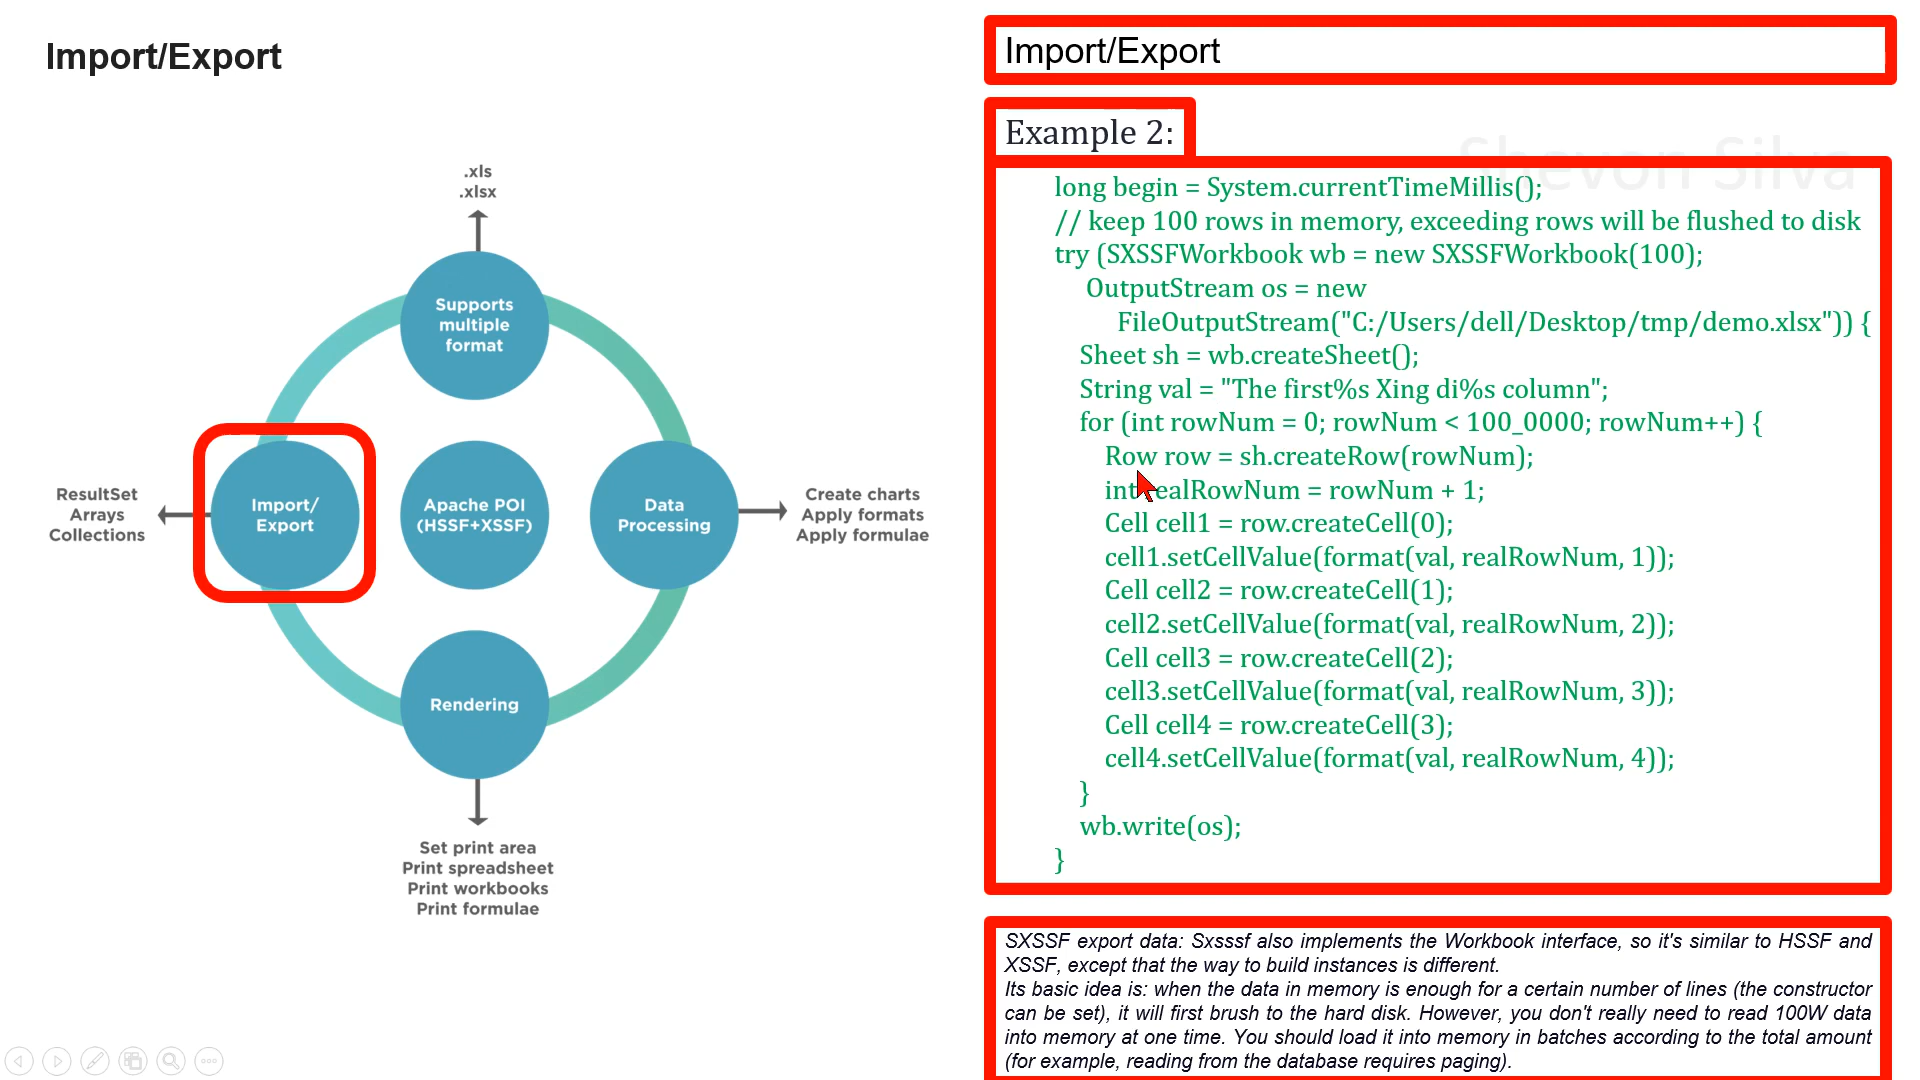 Import/Export
.xls
.xlsx
Supports
multiple
format
ResultSet
Arrays
Collections
Import/
Export
Apache POI
(HSSF+XSSF)
Data
Processing
Create charts
Apply formats
Apply formulae
Rendering
Set print area
Print spreadsheet
Print workbooks
Print formulae
Import/Export
Example 2:
Shevon Silva
long begin = System.currentTimeMillis();
// keep 100 rows in memory, exceeding rows will be flushed to disk
try (SXSSFWorkbook wb = new SXSSFWorkbook(100);
OutputStream os = new
FileOutputStream("C:/Users/dell/Desktop/tmp/demo.xlsx")) {
Sheet sh = wb.createSheet();
String val = "The first%s Xing di%s column";
for (int rowNum = 0; rowNum < 100_0000; rowNum++) {
Row row = sh.createRow(rowNum);
int realRowNum = rowNum + 1;
Cell cell1 = row.createCell(0);
cell1.setCellValue(format(val, realRowNum, 1));
Cell cell2 = row.createCell(1);
cell2.setCellValue(format(val, realRowNum, 2));
Cell cell3 = row.createCell(2);
cell3.setCellValue(format(val, realRowNum, 3));
Cell cell4 = row.createCell(3);
cell4.setCellValue(format(val, realRowNum, 4));
}
wb.write(os);
}
SXSSF export data: Sxsssf also implements the Workbook interface, so it's similar to HSSF and
XSSF, except that the way to build instances is different.
Its basic idea is: when the data in memory is enough for a certain number of lines (the constructor
can be set), it will first brush to the hard disk. However, you don't really need to read 100W data
into memory at one time. You should load it into memory in batches according to the total amount
(for example, reading from the database requires paging).